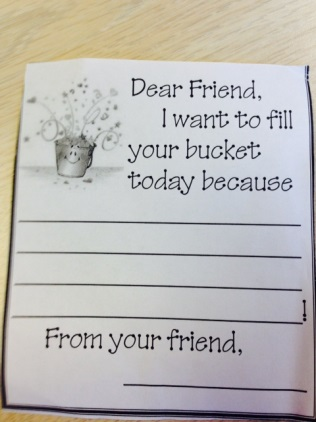 Dear Friend,
I want to fill
your bucket
today because
!
From your friend,